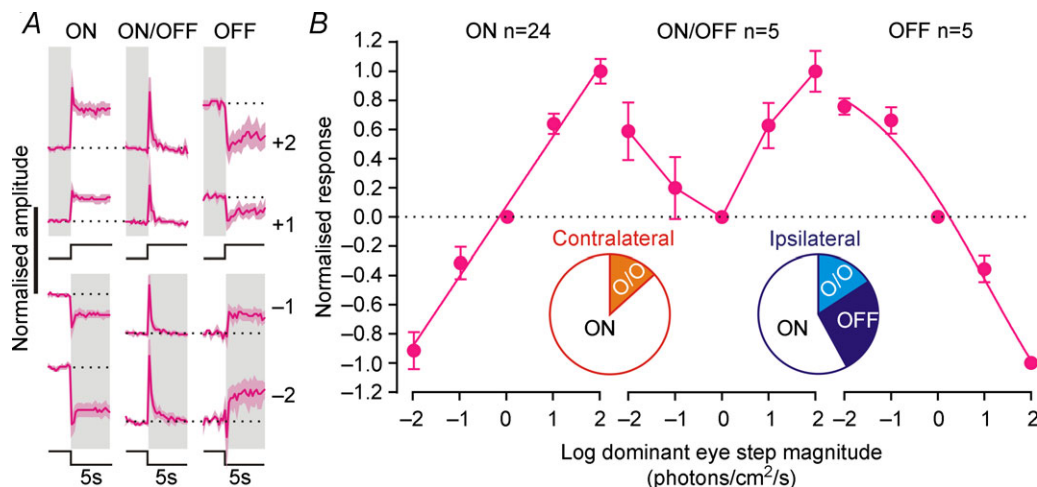 A
ON ON/OFF OFF
Normalised amplitude
+2
+1
−1
−2
5s 5s 5s
B
ON n=24 ON/OFF n=5 OFF n=5
Normalised response
1.2
1.0
0.8
0.6
0.4
0.2
0.0
−0.2
−0.4
−0.6
−0.8
−1.0
−1.2
Contralateral
O/O
ON
Ipsilateral
O/O
ON
OFF
−2 −1 0 1 2 −2 −1 0 1 2 −2 −1 0 1 2
Log dominant eye step magnitude
(photons/cm²/s)